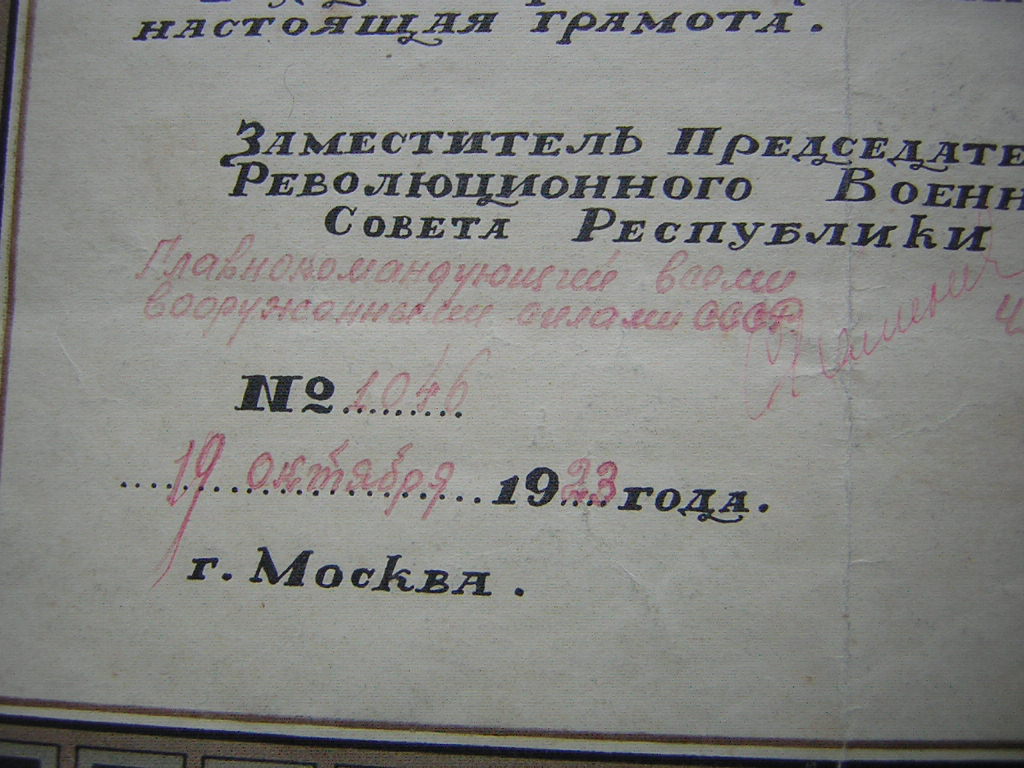 настоящая грамота.
Заместитель Председате
Революционного Военн
Совета Республики
Главнокомандующий всеми
вооруженными силами СССР
№ 1046
19 октября 1923 года.
г. Москва.